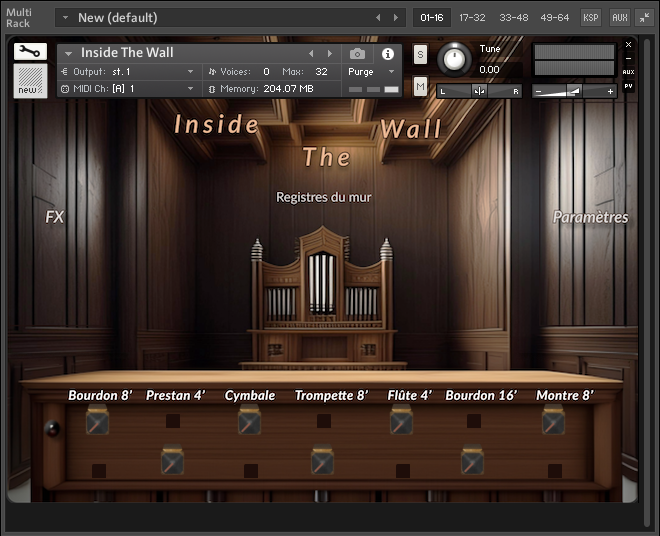 Multi
Rack
New (default)
01-16 17-32 33-48 49-64 KSP AUX
Inside The Wall
Output: st. 1 Voices: 0 Max: 32 Purge
MIDI Ch: [A] 1 Memory: 204.07 MB
new
S
M
Tune
0.00
L R
− +
×
−
AUX
PV
Inside The Wall
Registres du mur
FX
Paramètres
Bourdon 8’ Prestan 4’ Cymbale Trompette 8’ Flûte 4’ Bourdon 16’ Montre 8’